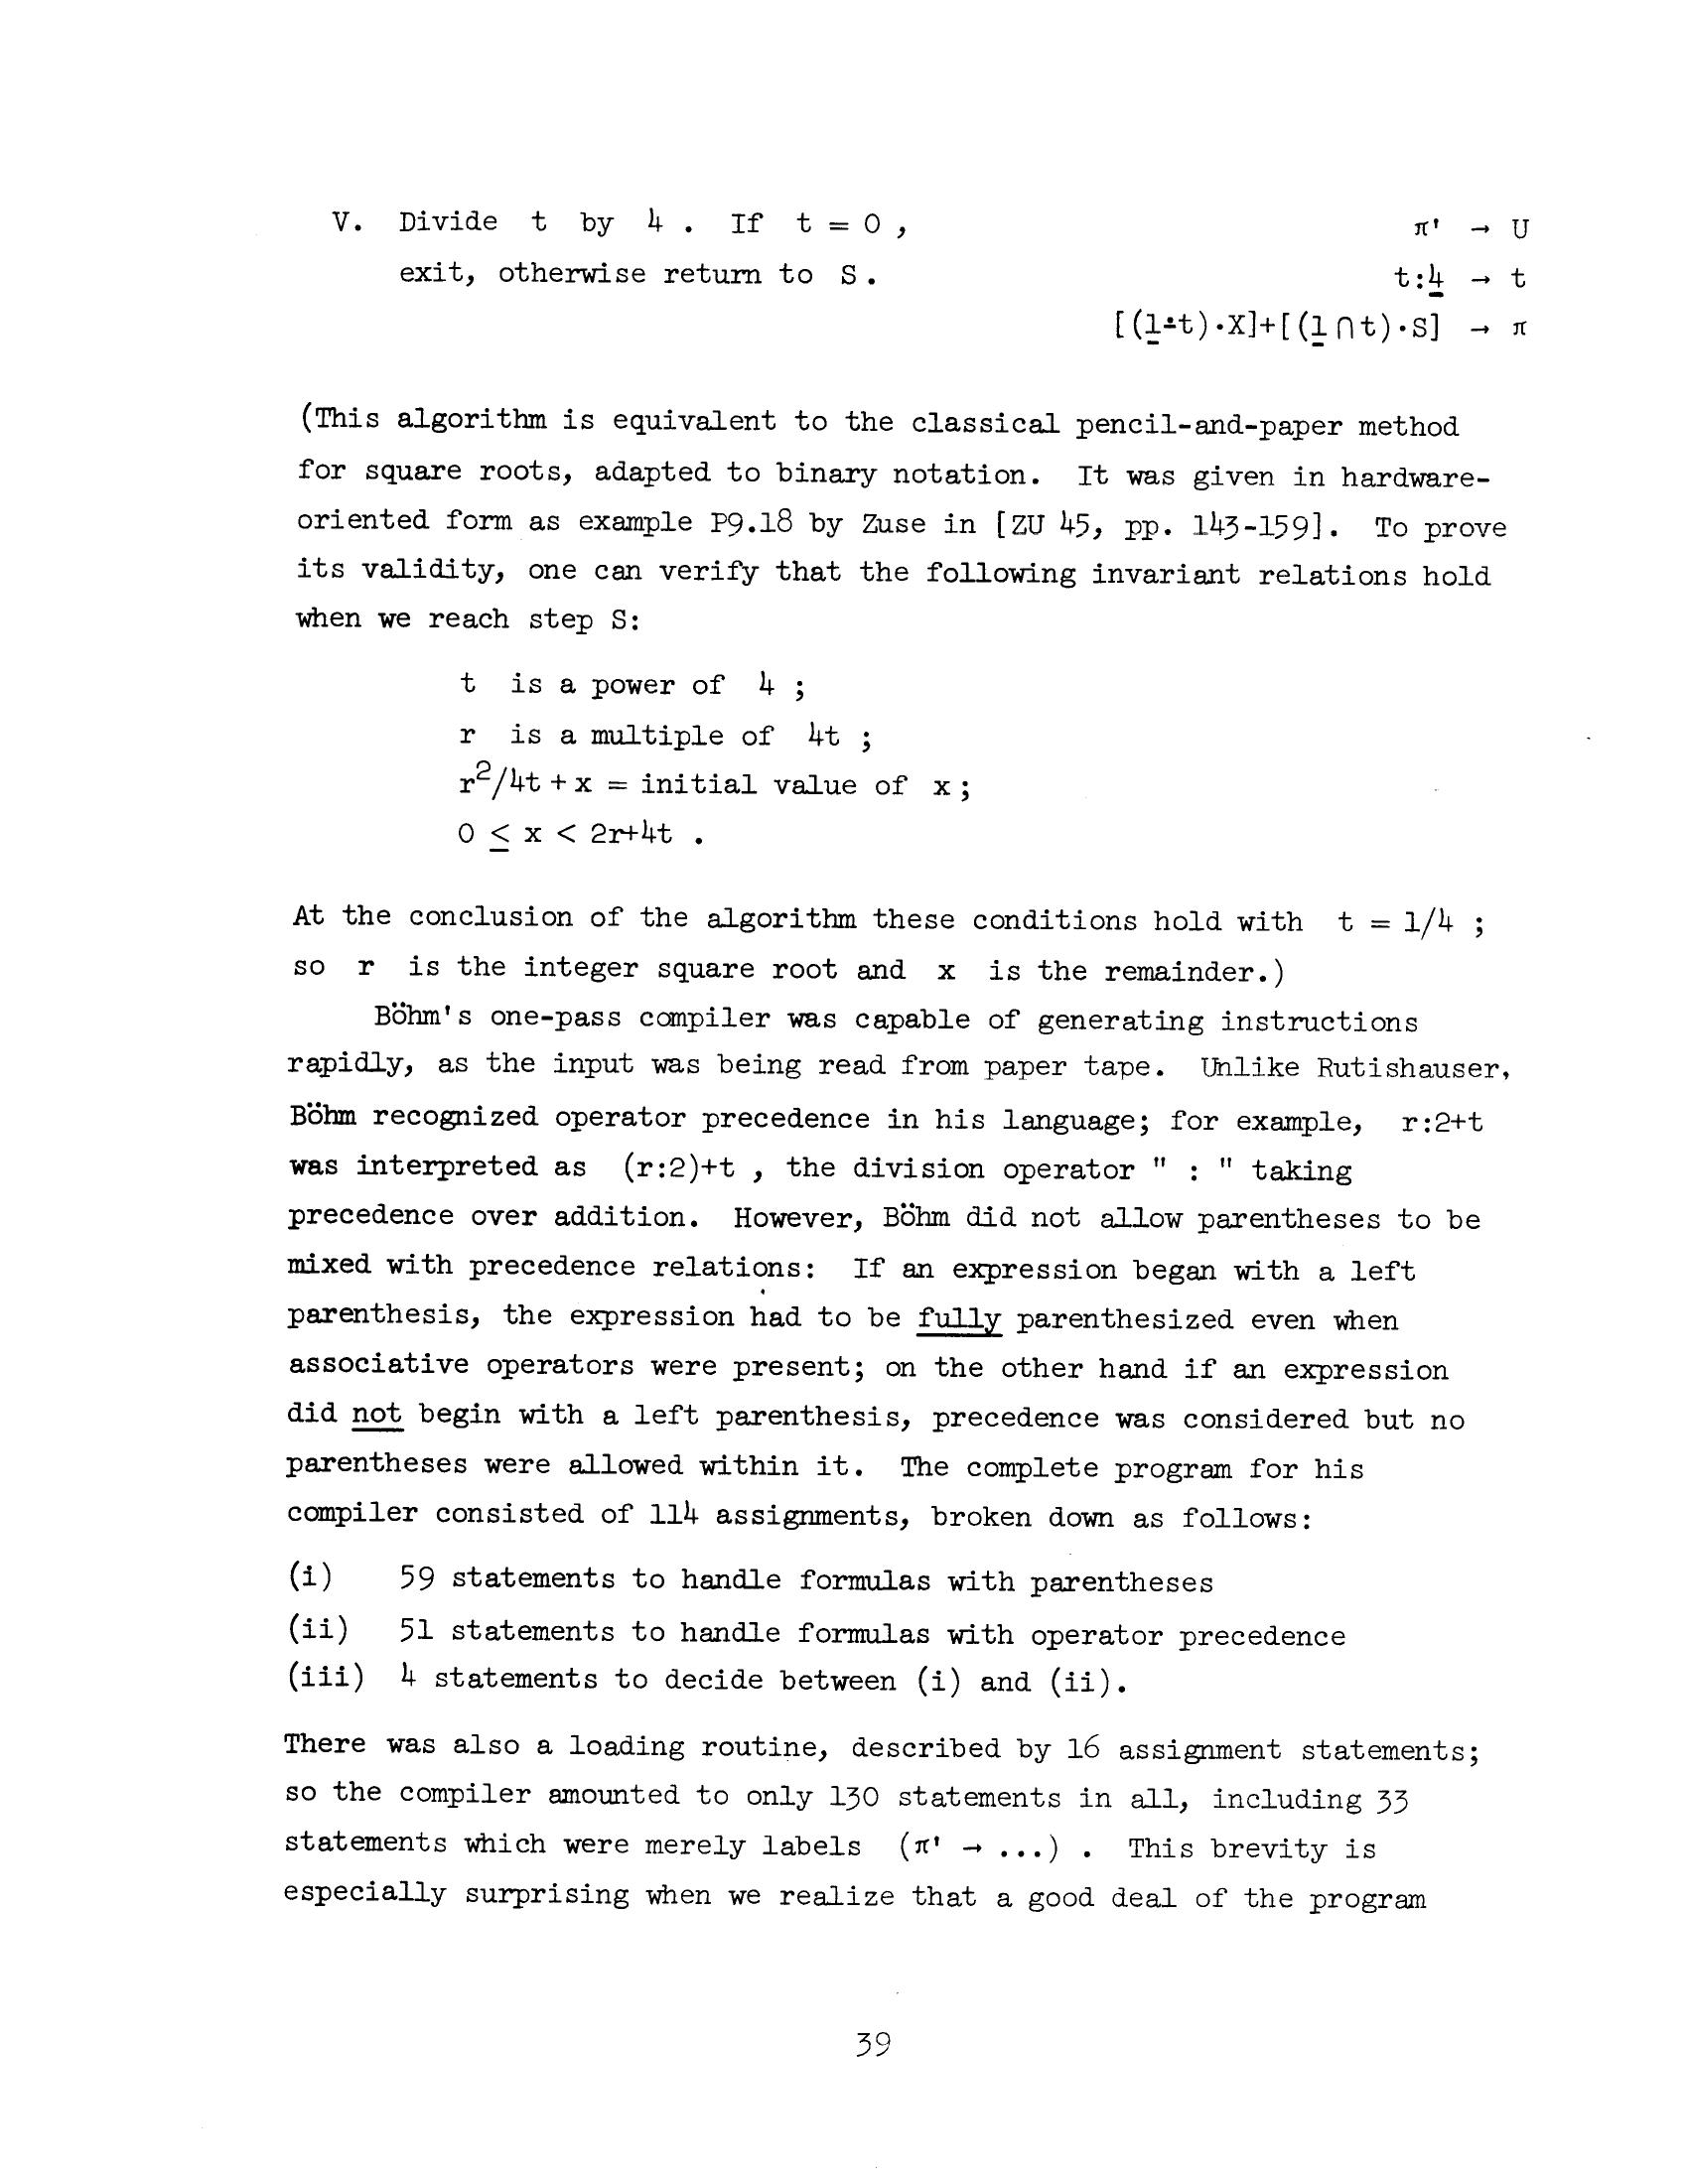 V. Divide t by 4 . If t = 0 , π' → U
exit, otherwise return to S . t:4 → t
[(1∸t)·X]+[(1∩t)·S] → π
(This algorithm is equivalent to the classical pencil-and-paper method
for square roots, adapted to binary notation. It was given in hardware-
oriented form as example P9.18 by Zuse in [ZU 45, pp. 143-159]. To prove
its validity, one can verify that the following invariant relations hold
when we reach step S:
t is a power of 4 ;
r is a multiple of 4t ;
r²/4t + x = initial value of x ;
0 ≤ x < 2r+4t .
At the conclusion of the algorithm these conditions hold with t = 1/4 ;
so r is the integer square root and x is the remainder.)
Böhm's one-pass compiler was capable of generating instructions
rapidly, as the input was being read from paper tape. Unlike Rutishauser,
Böhm recognized operator precedence in his language; for example, r:2+t
was interpreted as (r:2)+t , the division operator " : " taking
precedence over addition. However, Böhm did not allow parentheses to be
mixed with precedence relations: If an expression began with a left
parenthesis, the expression had to be fully parenthesized even when
associative operators were present; on the other hand if an expression
did not begin with a left parenthesis, precedence was considered but no
parentheses were allowed within it. The complete program for his
compiler consisted of 114 assignments, broken down as follows:
(i) 59 statements to handle formulas with parentheses
(ii) 51 statements to handle formulas with operator precedence
(iii) 4 statements to decide between (i) and (ii).
There was also a loading routine, described by 16 assignment statements;
so the compiler amounted to only 130 statements in all, including 33
statements which were merely labels (π' → ...) . This brevity is
especially surprising when we realize that a good deal of the program
39